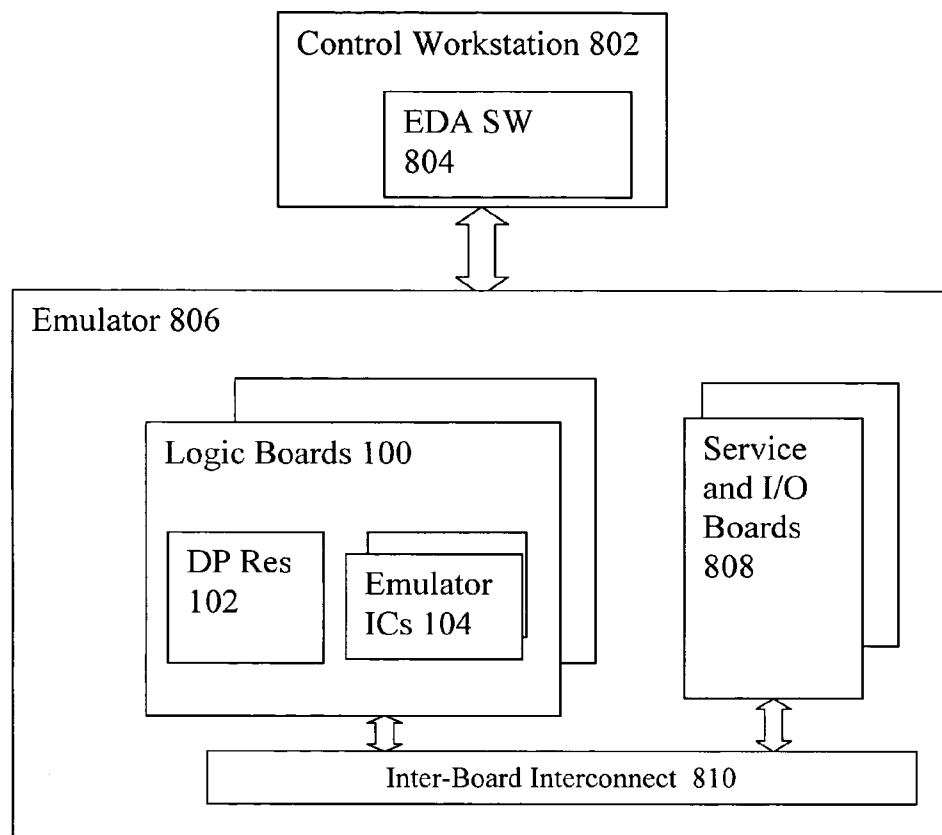 Control Workstation 802
EDA SW
804
Emulator 806
Logic Boards 100
DP Res
102
Emulator
ICs 104
Service
and I/O
Boards
808
Inter-Board Interconnect 810